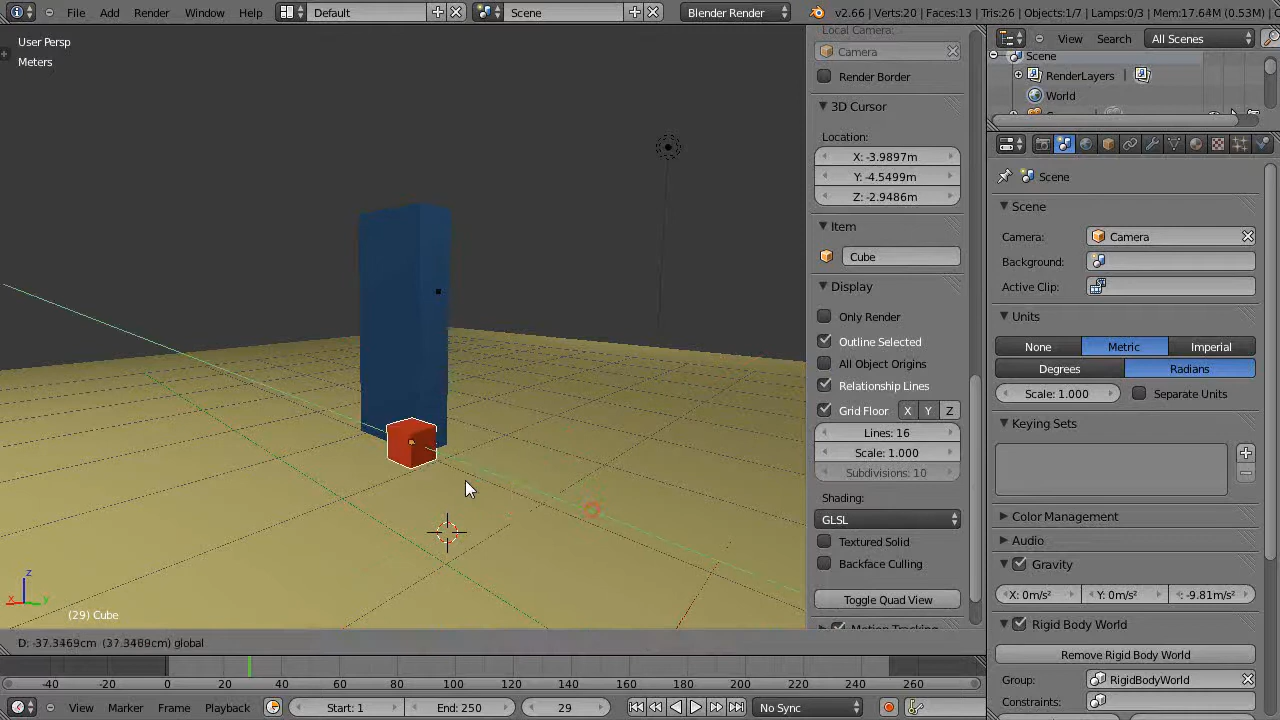 File Add Render Window Help Default Scene Blender Render v2.66 | Verts:20 | Faces:13 | Tris:26 | Objects:1/7 | Lamps:0/3 | Mem:17.64M (0.53M) |
User Persp
Meters
(29) Cube
D: -37.3469cm (37.3469cm) global
Local Camera:
Camera
Render Border
3D Cursor
Location:
X: -3.9897m
Y: -4.5499m
Z: -2.9486m
Item
Cube
Display
Only Render
Outline Selected
All Object Origins
Relationship Lines
Grid Floor X Y Z
Lines: 16
Scale: 1.000
Subdivisions: 10
Shading:
GLSL
Textured Solid
Backface Culling
Toggle Quad View
Motion Tracking
View Search All Scenes
Scene
RenderLayers
World
Scene
Scene
Camera: Camera
Background:
Active Clip:
Units
None Metric Imperial
Degrees Radians
Scale: 1.000 Separate Units
Keying Sets
Color Management
Audio
Gravity
X: 0m/s² Y: 0m/s² : -9.81m/s²
Rigid Body World
Remove Rigid Body World
Group: RigidBodyWorld
Constraints:
-40 -20 0 20 40 60 80 100 120 140 160 180 200 220 240 260
View Marker Frame Playback Start: 1 End: 250 29 No Sync
x y z